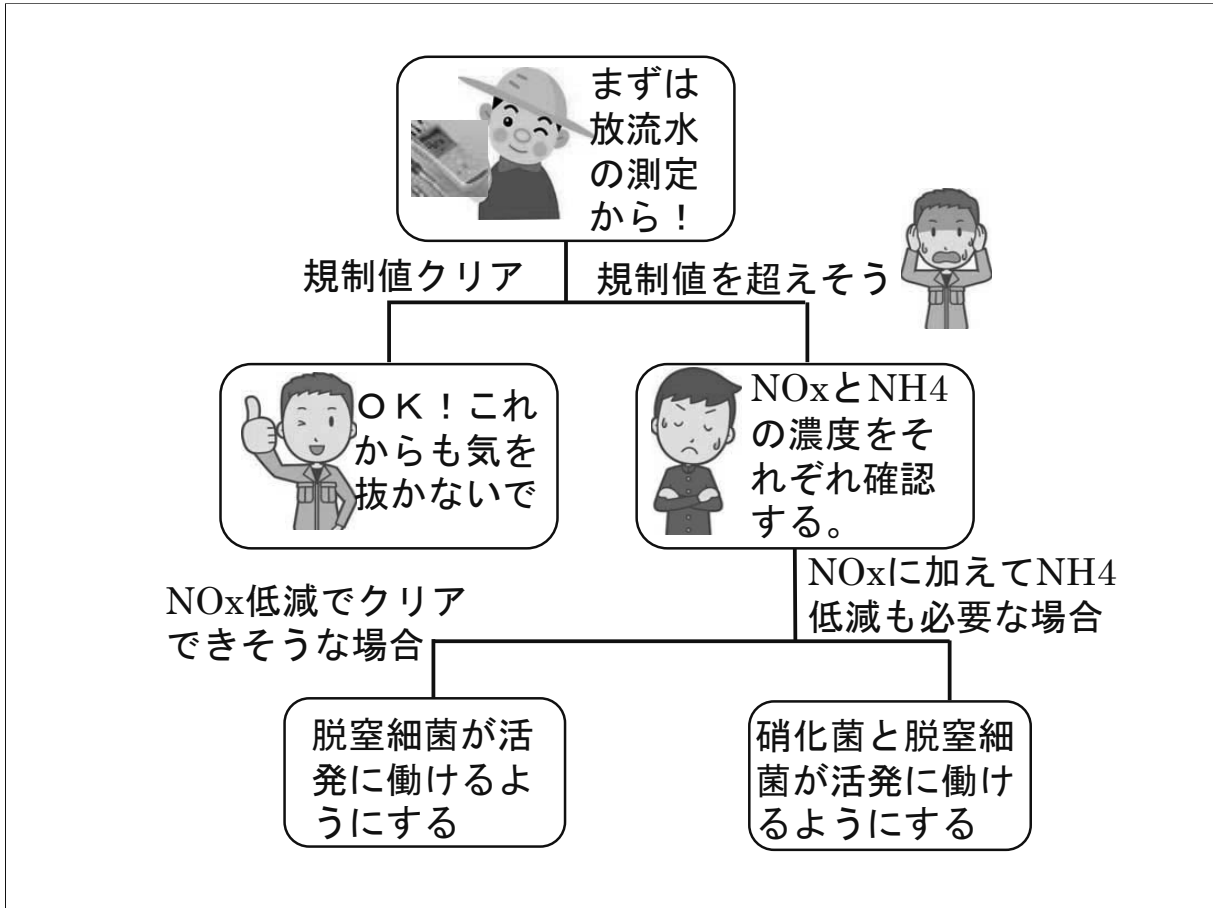 まずは
放流水
の測定
から！
規制値クリア
規制値を超えそう
ＯＫ！これ
からも気を
抜かないで
NOxとNH4
の濃度をそ
れぞれ確認
する。
NOx低減でクリア
できそうな場合
NOxに加えてNH4
低減も必要な場合
脱窒細菌が活
発に働けるよ
うにする
硝化菌と脱窒細
菌が活発に働け
るようにする